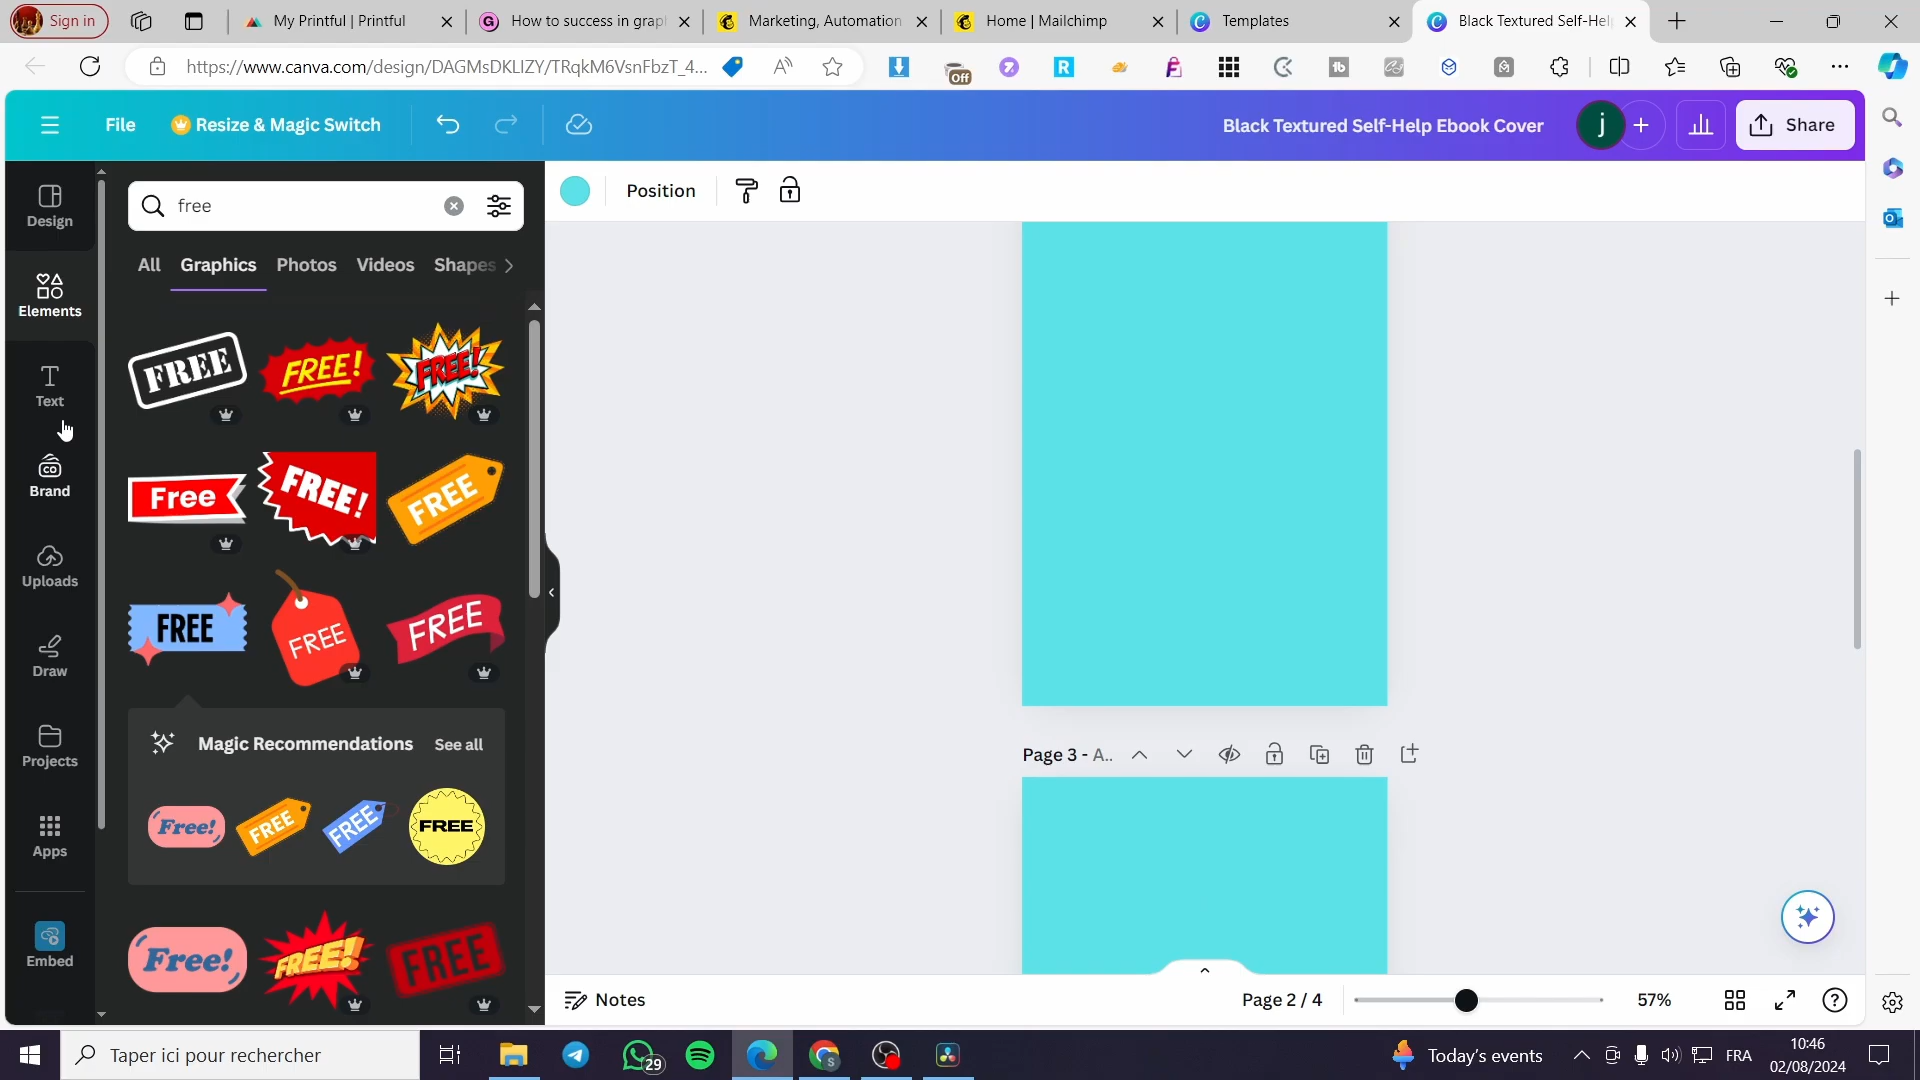 Sign in
My Printful | Printful
How to success in grap
Marketing, Automation
Home | Mailchimp
Templates
Black Textured Self-Hel
https://www.canva.com/design/DAGMsDKLIZY/TRqkM6VsnFbzT_4...
Off
File
Resize & Magic Switch
Black Textured Self-Help Ebook Cover
j
Share
Design
Elements
Text
Brand
Uploads
Draw
Projects
Apps
Embed
free
All
Graphics
Photos
Videos
Shapes
FREE
FREE!
FREE!
Free
FREE!
FREE
FREE
FREE
FREE
Magic Recommendations
See all
Free!
FREE
FREE
FREE
Free!
FREE!
FREE
Position
Page 3 - A..
Notes
Page 2 / 4
57%
Taper ici pour rechercher
29
Today's events
FRA
10:46
02/08/2024